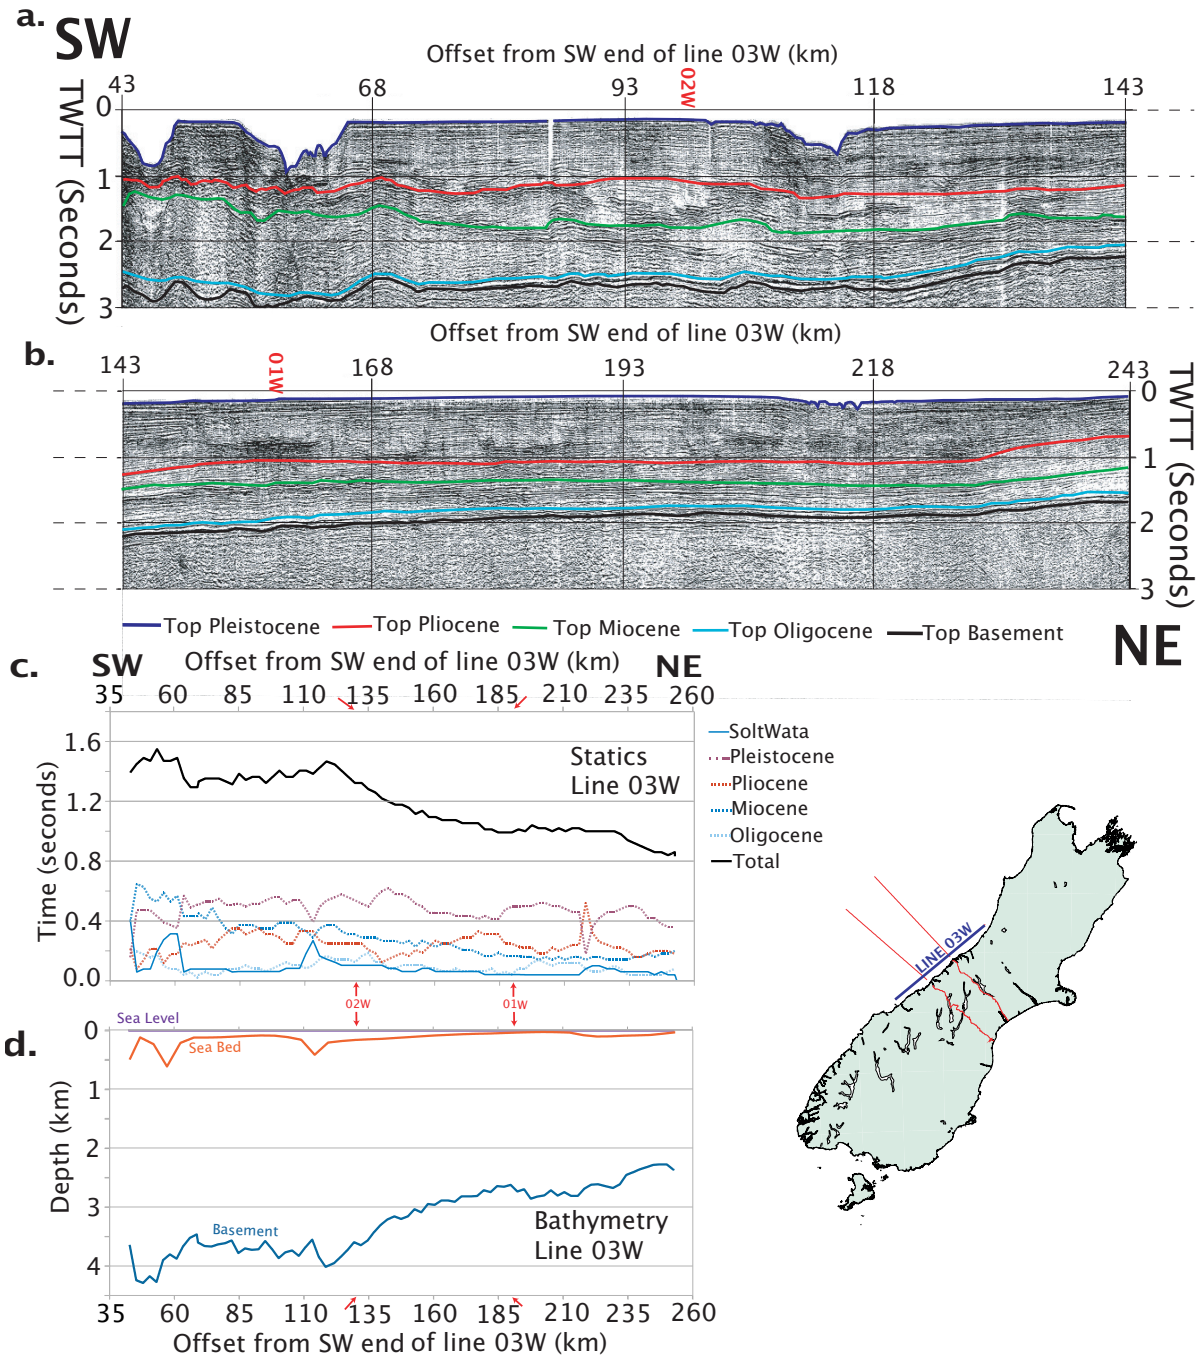 a.
SW
Offset from SW end of line 03W (km)
43 68 93 118 143
02W
TWTT (Seconds)
0
1
2
3
Offset from SW end of line 03W (km)
b.
143 168 193 218 243
01W
TWTT (Seconds)
0
1
2
3
Top Pleistocene Top Pliocene Top Miocene Top Oligocene Top Basement
NE
c.
SW Offset from SW end of line 03W (km) NE
35 60 85 110 135 160 185 210 235 260
Statics
Line 03W
Time (seconds)
1.6
1.2
0.8
0.4
0.0
SoltWata
Pleistocene
Pliocene
Miocene
Oligocene
Total
02W 01W
LINE 03W
d.
Sea Level
Sea Bed
Depth (km)
0
1
2
3
4
Basement
Bathymetry
Line 03W
35 60 85 110 135 160 185 210 235 260
Offset from SW end of line 03W (km)